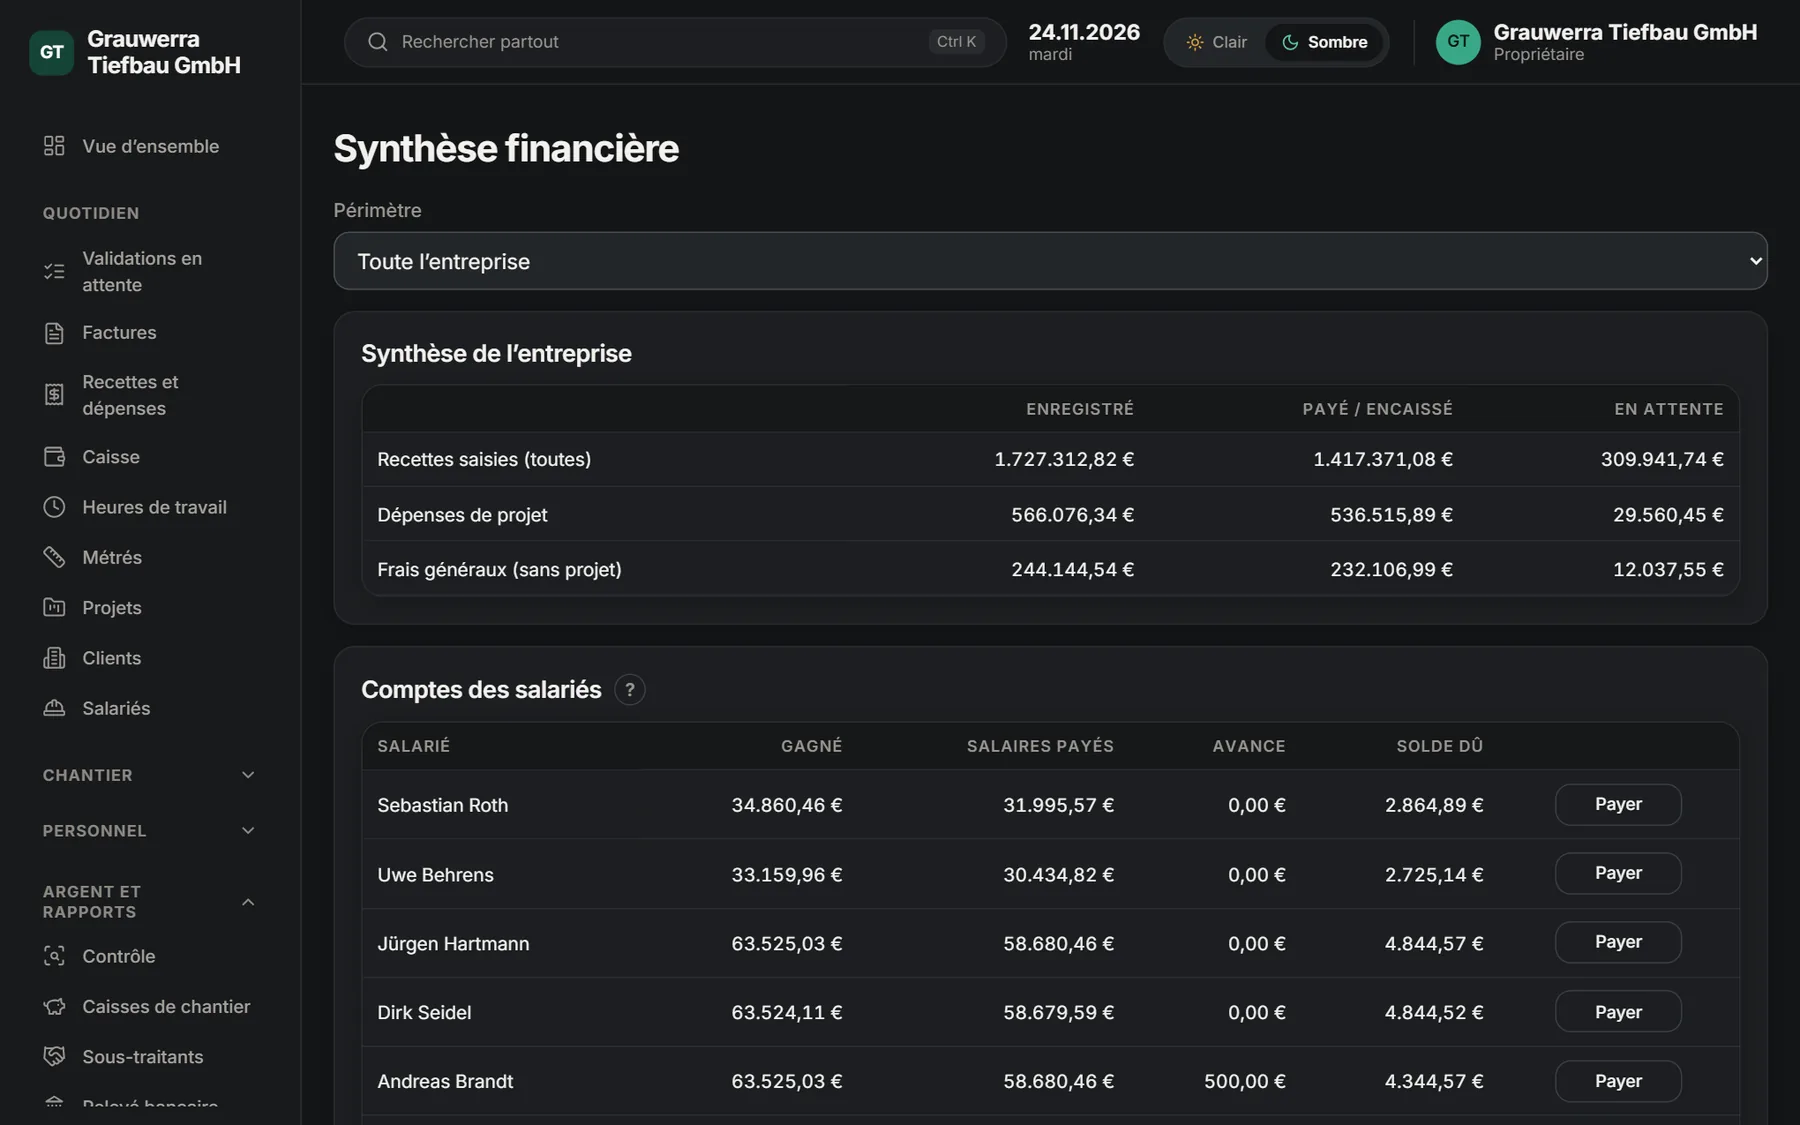 GT
Grauwerra
Tiefbau GmbH
Rechercher partout
Ctrl K
24.11.2026
mardi
Clair
Sombre
GT
Grauwerra Tiefbau GmbH
Propriétaire
Vue d’ensemble
QUOTIDIEN
Validations en
attente
Factures
Recettes et
dépenses
Caisse
Heures de travail
Métrés
Projets
Clients
Salariés
CHANTIER
PERSONNEL
ARGENT ET
RAPPORTS
Contrôle
Caisses de chantier
Sous-traitants
Relevé bancaire
Synthèse financière
Périmètre
Toute l’entreprise
Synthèse de l’entreprise
ENREGISTRÉ PAYÉ / ENCAISSÉ EN ATTENTE
Recettes saisies (toutes) 1.727.312,82 € 1.417.371,08 € 309.941,74 €
Dépenses de projet 566.076,34 € 536.515,89 € 29.560,45 €
Frais généraux (sans projet) 244.144,54 € 232.106,99 € 12.037,55 €
Comptes des salariés ?
SALARIÉ GAGNÉ SALAIRES PAYÉS AVANCE SOLDE DÛ
Sebastian Roth 34.860,46 € 31.995,57 € 0,00 € 2.864,89 € Payer
Uwe Behrens 33.159,96 € 30.434,82 € 0,00 € 2.725,14 € Payer
Jürgen Hartmann 63.525,03 € 58.680,46 € 0,00 € 4.844,57 € Payer
Dirk Seidel 63.524,11 € 58.679,59 € 0,00 € 4.844,52 € Payer
Andreas Brandt 63.525,03 € 58.680,46 € 500,00 € 4.344,57 € Payer